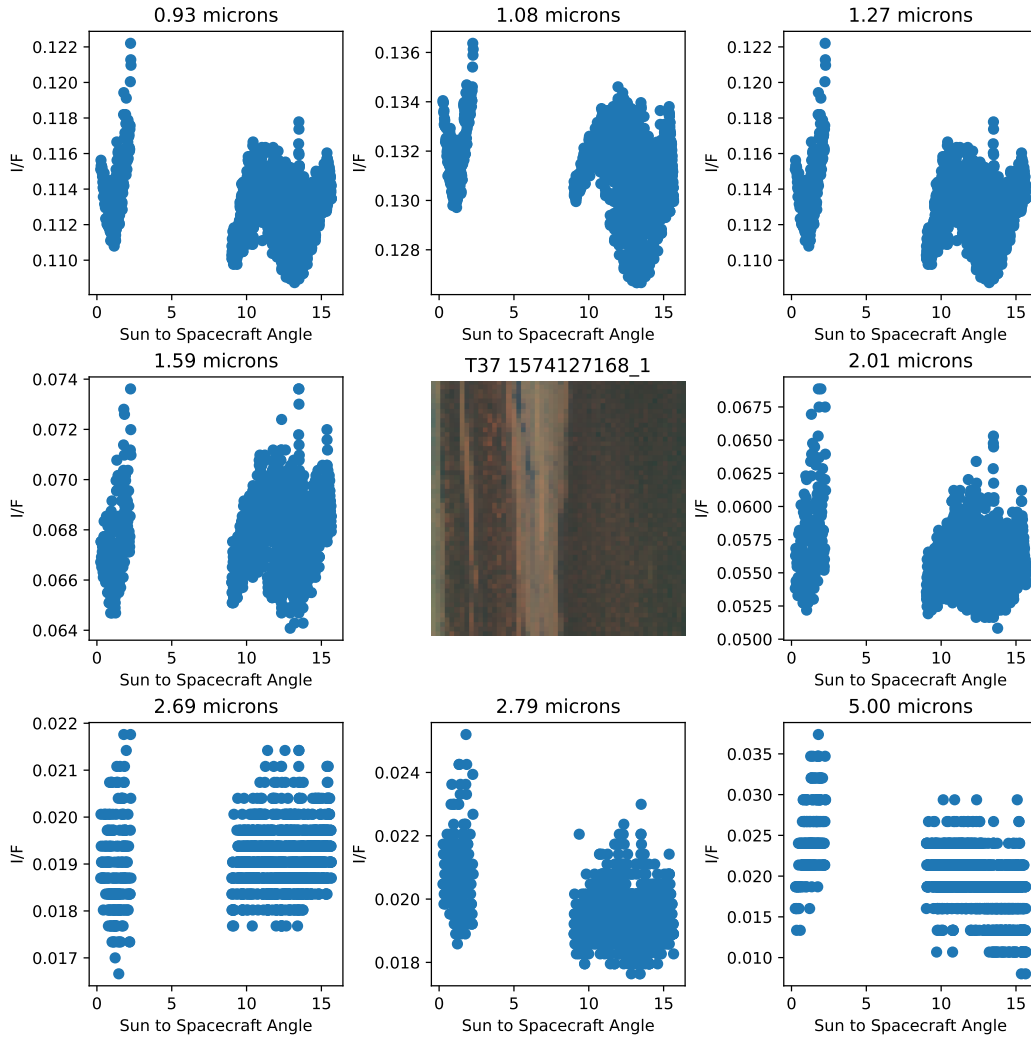 0.93 microns
0.122
0.120
0.118
0.116
0.114
0.112
0.110
I/F
0 5 10 15
Sun to Spacecraft Angle
1.08 microns
0.136
0.134
0.132
0.130
0.128
I/F
0 5 10 15
Sun to Spacecraft Angle
1.27 microns
0.122
0.120
0.118
0.116
0.114
0.112
0.110
I/F
0 5 10 15
Sun to Spacecraft Angle
1.59 microns
0.074
0.072
0.070
0.068
0.066
0.064
I/F
0 5 10 15
Sun to Spacecraft Angle
T37 1574127168_1
2.01 microns
0.0675
0.0650
0.0625
0.0600
0.0575
0.0550
0.0525
0.0500
I/F
0 5 10 15
Sun to Spacecraft Angle
2.69 microns
0.022
0.021
0.020
0.019
0.018
0.017
I/F
0 5 10 15
Sun to Spacecraft Angle
2.79 microns
0.024
0.022
0.020
0.018
I/F
0 5 10 15
Sun to Spacecraft Angle
5.00 microns
0.035
0.030
0.025
0.020
0.015
0.010
I/F
0 5 10 15
Sun to Spacecraft Angle